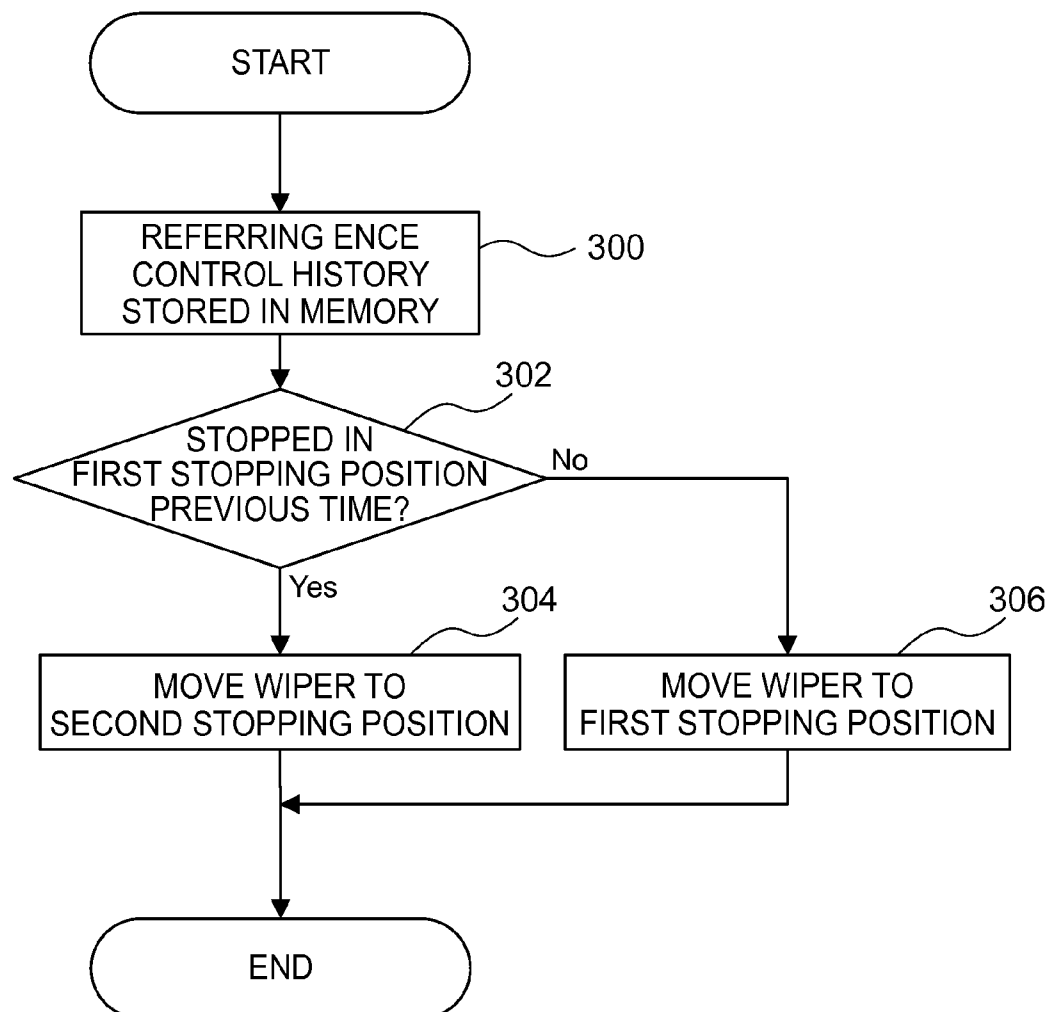 START
REFERRING ENCE
CONTROL HISTORY
STORED IN MEMORY
300
302
STOPPED IN
FIRST STOPPING POSITION
PREVIOUS TIME?
No
Yes
304
306
MOVE WIPER TO
SECOND STOPPING POSITION
MOVE WIPER TO
FIRST STOPPING POSITION
END